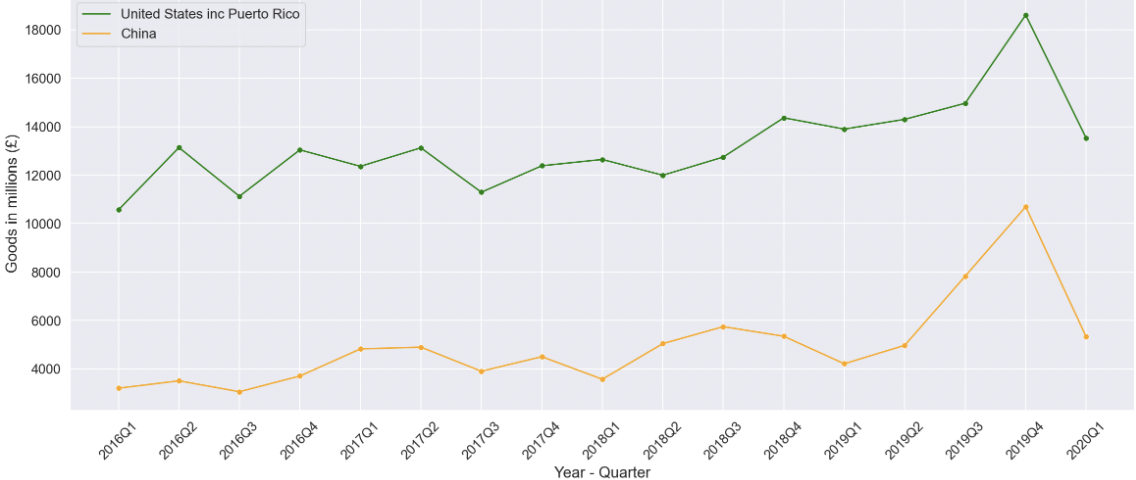 United States inc Puerto Rico
China
18000
16000
14000
12000
10000
8000
6000
4000
Goods in millions (£)
2016Q1
2016Q2
2016Q3
2016Q4
2017Q1
2017Q2
2017Q3
2017Q4
2018Q1
2018Q2
2018Q3
2018Q4
2019Q1
2019Q2
2019Q3
2019Q4
2020Q1
Year - Quarter